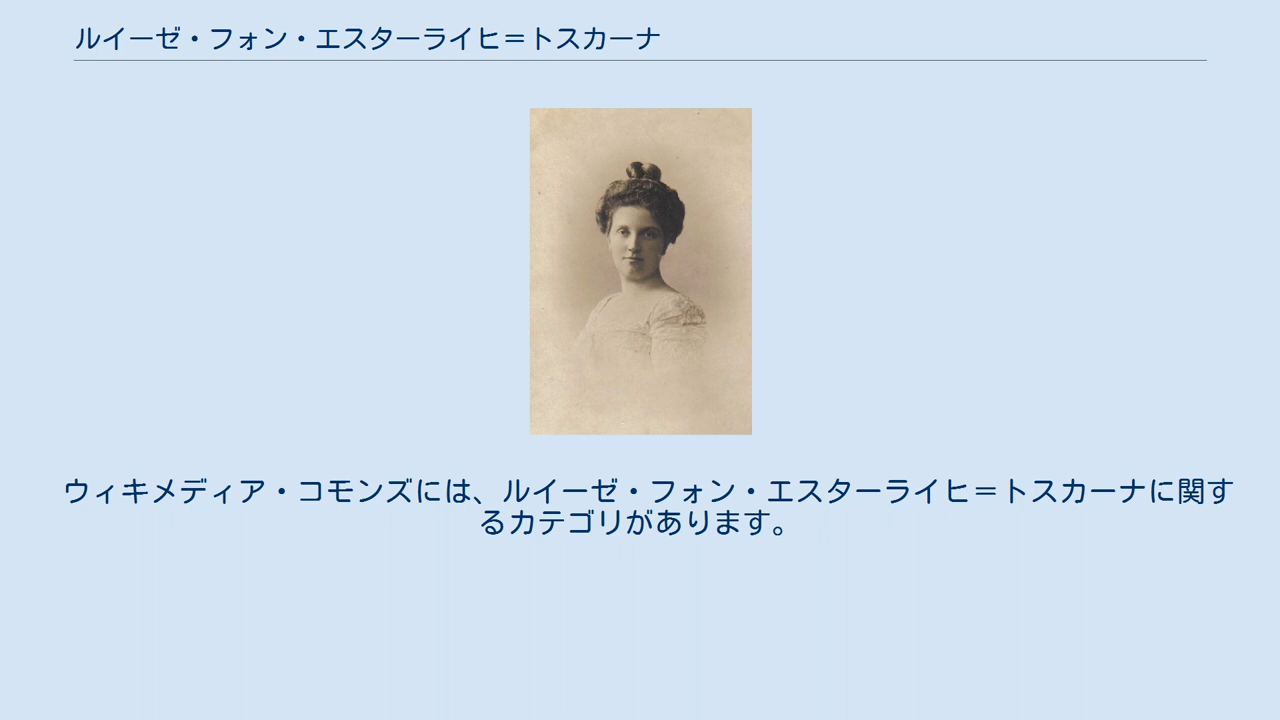 ルイーゼ・フォン・エスターライヒ＝トスカーナ
ウィキメディア・コモンズには、ルイーゼ・フォン・エスターライヒ＝トスカーナに関す
るカテゴリがあります。